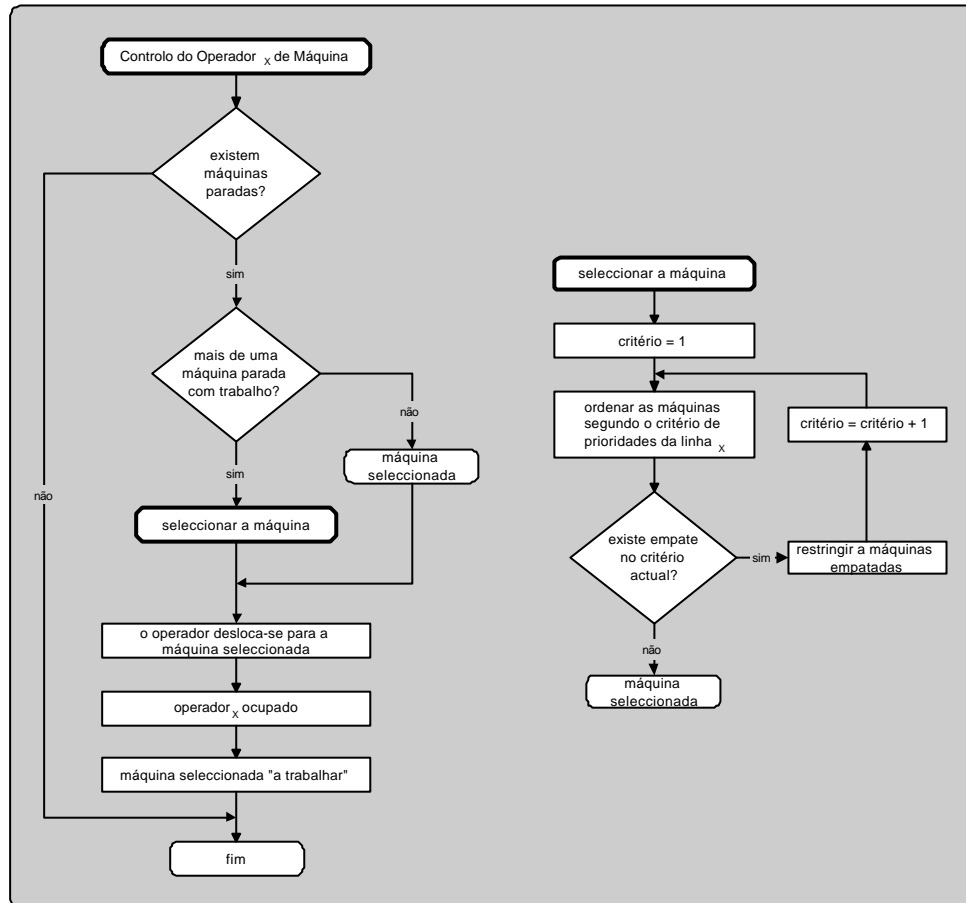 Controlo do Operador X de Máquina
existem
máquinas
paradas?
sim
mais de uma
máquina parada
com trabalho?
não
máquina
seleccionada
sim
não
seleccionar a máquina
o operador desloca-se para a
máquina seleccionada
operador X ocupado
máquina seleccionada "a trabalhar"
fim
seleccionar a máquina
critério = 1
ordenar as máquinas
segundo o critério de
prioridades da linha X
critério = critério + 1
existe empate
no critério
actual?
sim
restringir a máquinas
empatadas
não
máquina
seleccionada